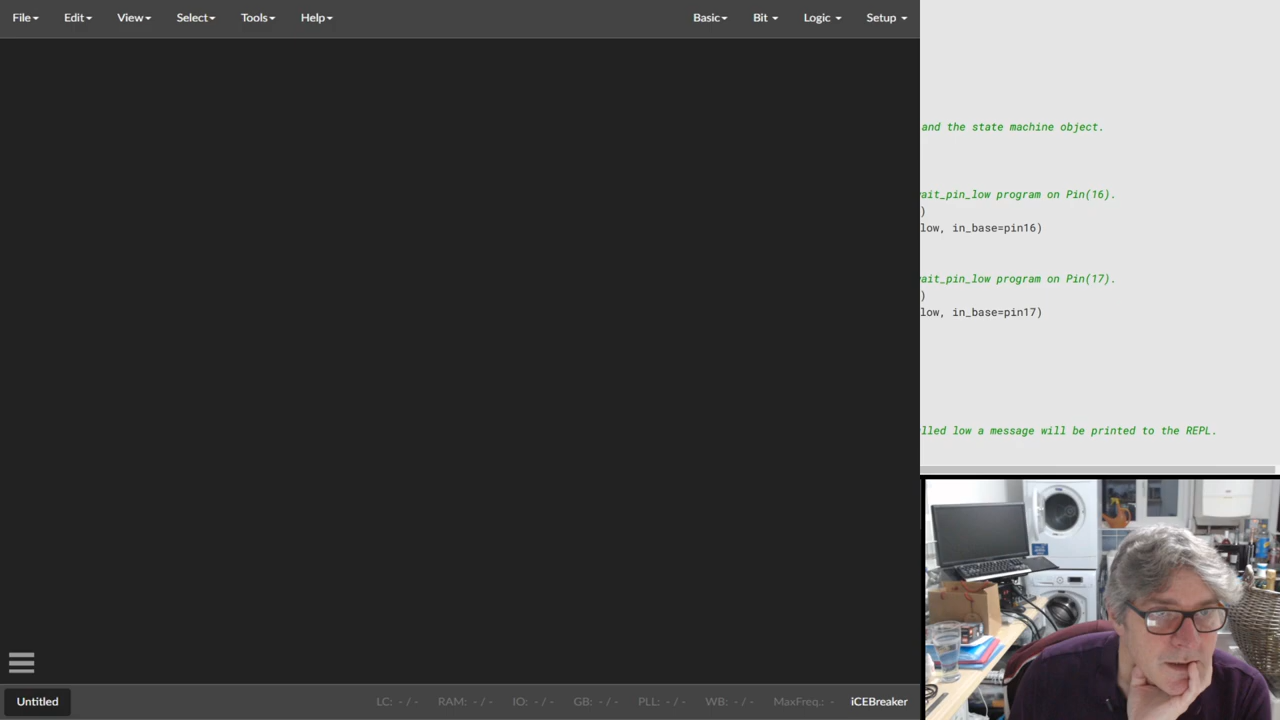 File Edit View Select Tools Help Basic Bit Logic Setup
and the state machine object.
wait_pin_low program on Pin(16).
)
low, in_base=pin16)
wait_pin_low program on Pin(17).
)
low, in_base=pin17)
lled low a message will be printed to the REPL.
Untitled LC: - / - RAM: - / - IO: - / - GB: - / - PLL: - / - WB: - / - MaxFreq.: - iCEBreaker